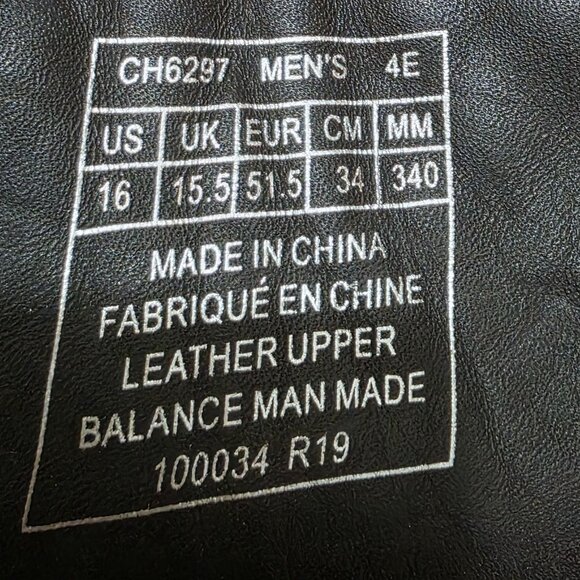 CH6297 MEN'S 4E
US UK EUR CM MM
16 15.5 51.5 34 340
MADE IN CHINA
FABRIQUÉ EN CHINE
LEATHER UPPER
BALANCE MAN MADE
100034 R19